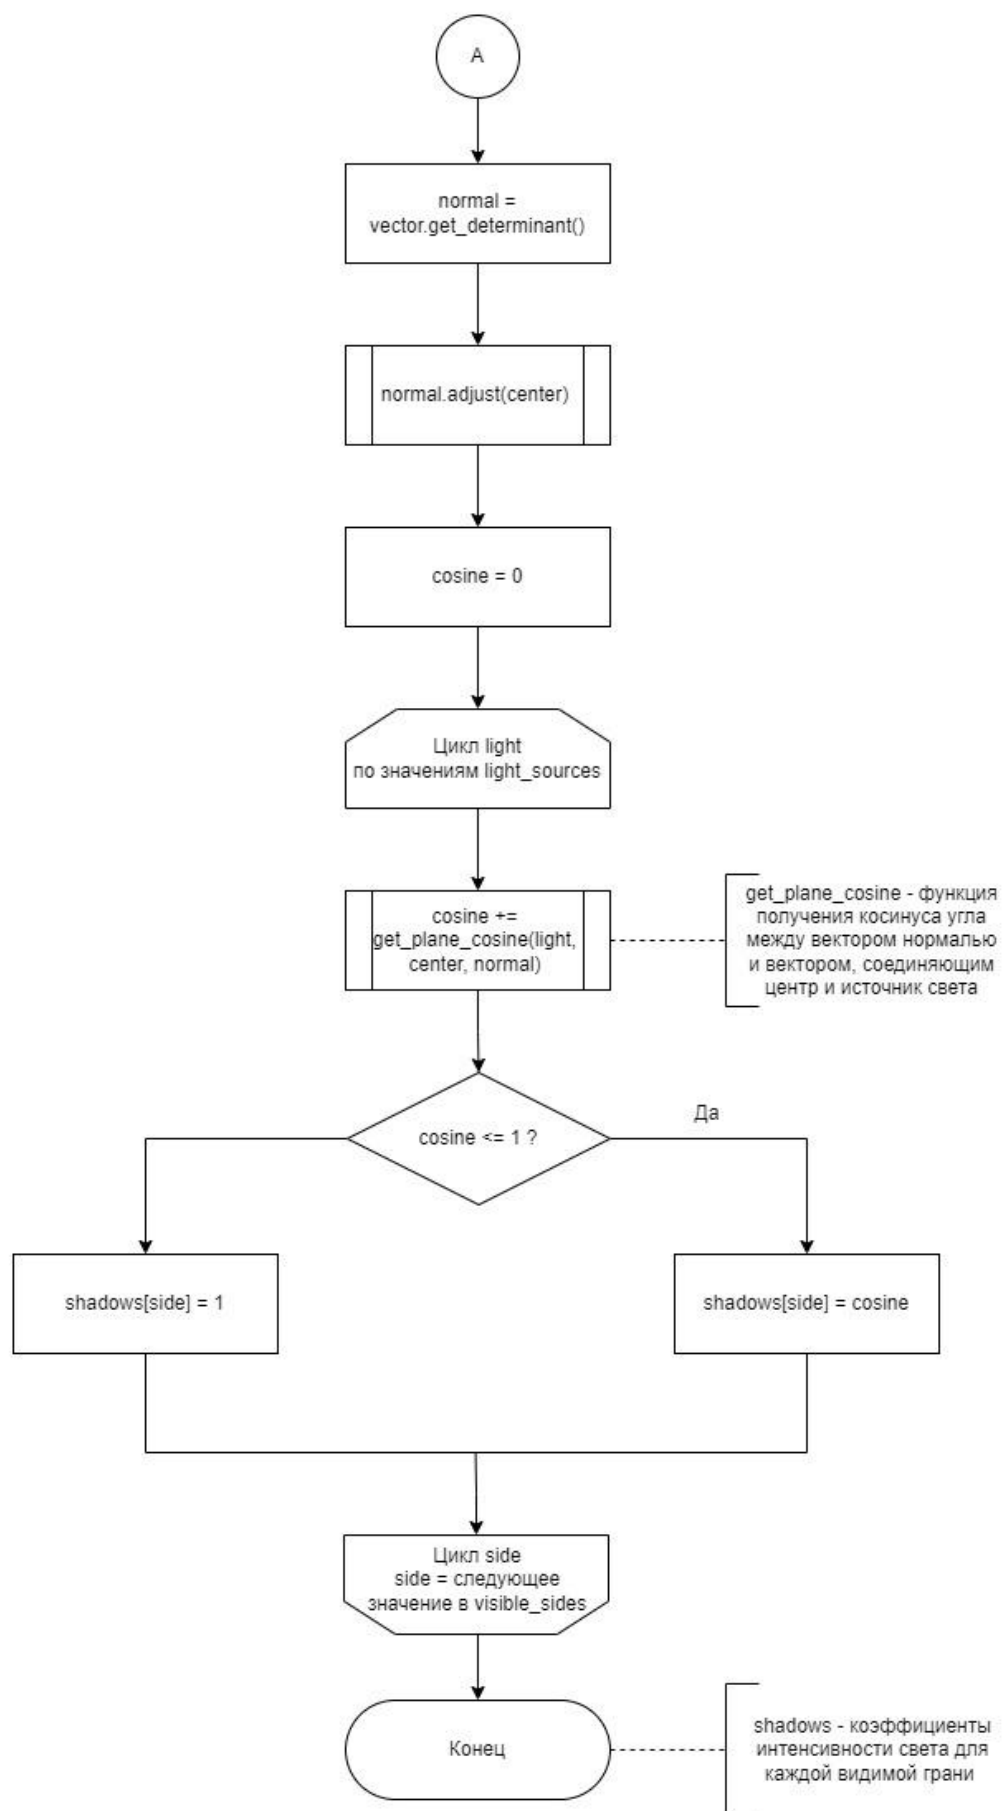 A
normal =
vector.get_determinant()
normal.adjust(center)
cosine = 0
Цикл light
по значениям light_sources
cosine +=
get_plane_cosine(light,
center, normal)
get_plane_cosine - функция
получения косинуса угла
между вектором нормалью
и вектором, соединяющим
центр и источник света
cosine <= 1 ?
Да
shadows[side] = 1
shadows[side] = cosine
Цикл side
side = следующее
значение в visible_sides
Конец
shadows - коэффициенты
интенсивности света для
каждой видимой грани